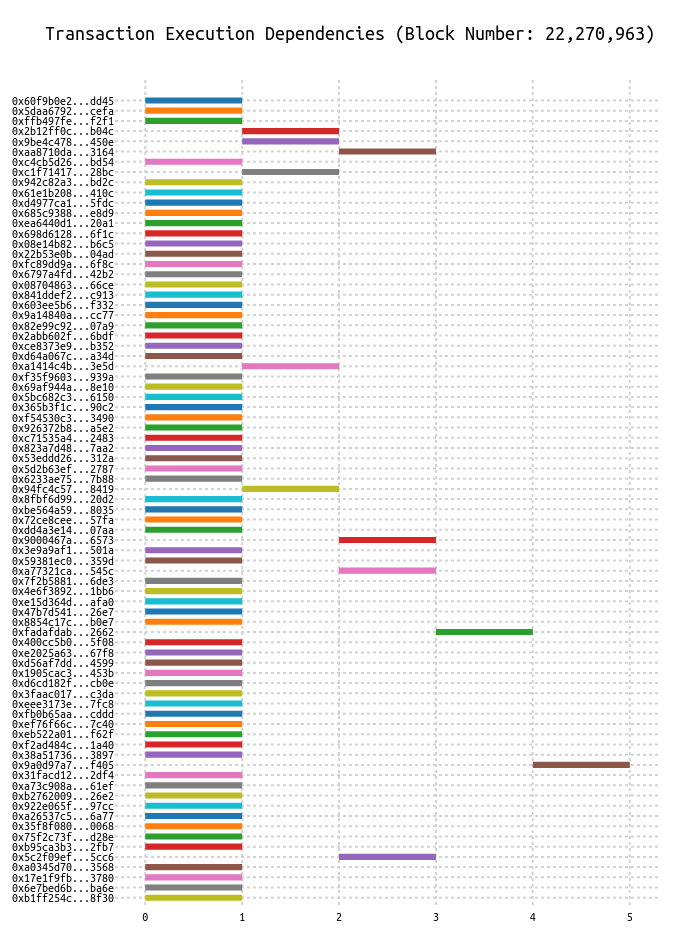 Transaction Execution Dependencies (Block Number: 22,270,963)
0x60f9b0e2...dd45
0x5daa6792...cefa
0xffb497fe...f2f1
0x2b12ff0c...b04c
0x9be4c478...450e
0xaa8710da...3164
0xc4cb5d26...bd54
0xc1f71417...28bc
0x942c82a3...bd2c
0x61e1b208...410c
0xd4977ca1...5fdc
0x685c9388...e8d9
0xea6440d1...20a1
0x698d6128...6f1c
0x08e14b82...b6c5
0x22b53e0b...04ad
0xfc89dd9a...6f8c
0x6797a4fd...42b2
0x08704863...66ce
0x841ddef2...c913
0x603ee5b6...f332
0x9a14840a...cc77
0x82e99c92...07a9
0x2abb602f...6bdf
0xce8373e9...b352
0xd64a067c...a34d
0xa1414c4b...3e5d
0xf35f9603...939a
0x69af944a...8e10
0x5bc682c3...6150
0x365b3f1c...90c2
0xf54530c3...3490
0x926372b8...a5e2
0xc71535a4...2483
0x823a7d48...7aa2
0x53eddd26...312a
0x5d2b63ef...2787
0x6233ae75...7b88
0x94fc4c57...8419
0x8fbf6d99...20d2
0xbe564a59...8035
0x72ce8cee...57fa
0xdd4a3e14...07aa
0x9000467a...6573
0x3e9a9af1...501a
0x59381ec0...359d
0xa77321ca...545c
0x7f2b5881...6de3
0x4e6f3892...1bb6
0xe15d364d...afa0
0x47b7d541...26e7
0x8854c17c...b0e7
0xfadafdab...2662
0x400cc5b0...5f08
0xe2025a63...67f8
0xd56af7dd...4599
0x1905cac3...453b
0xd6cd182f...cb0e
0x3faac017...c3da
0xeee3173e...7fc8
0xfb0b65aa...cddd
0xef76f66c...7c40
0xeb522a01...f62f
0xf2ad484c...1a40
0x38a51736...3897
0x9a0d97a7...f405
0x31facd12...2df4
0xa73c908a...61ef
0xb2762009...26e2
0x922e065f...97cc
0xa26537c5...6a77
0x35f8f080...0068
0x75f2c73f...d28e
0xb95ca3b3...2fb7
0x5c2f09ef...5cc6
0xa0345d70...3568
0x17e1f9fb...3780
0x6e7bed6b...ba6e
0xb1ff254c...8f30
0 1 2 3 4 5